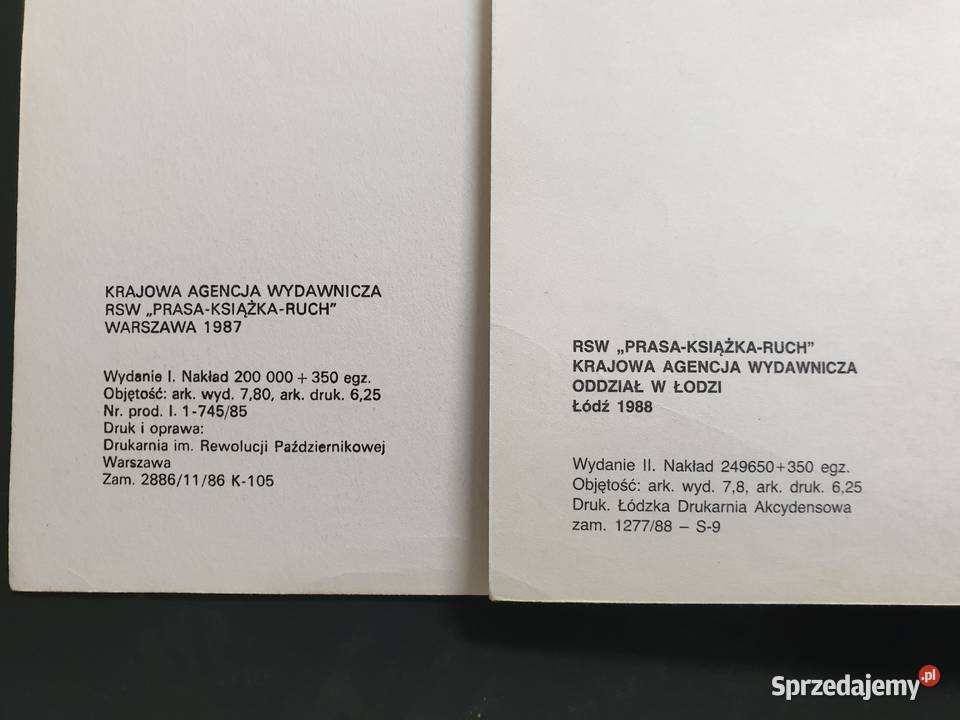 KRAJOWA AGENCJA WYDAWNICZA
RSW „PRASA-KSIĄŻKA-RUCH”
WARSZAWA 1987
Wydanie I. Nakład 200 000 + 350 egz.
Objętość: ark. wyd. 7,80, ark. druk. 6,25
Nr. prod. I. 1-745/85
Druk i oprawa:
Drukarnia im. Rewolucji Październikowej
Warszawa
Zam. 2886/11/86 K-105
RSW „PRASA-KSIĄŻKA-RUCH”
KRAJOWA AGENCJA WYDAWNICZA
ODDZIAŁ W ŁODZI
Łódź 1988
Wydanie II. Nakład 249650+350 egz.
Objętość: ark. wyd. 7,8, ark. druk. 6,25
Druk. Łódzka Drukarnia Akcydensowa
zam. 1277/88 – S-9
Sprzedajemy.pl